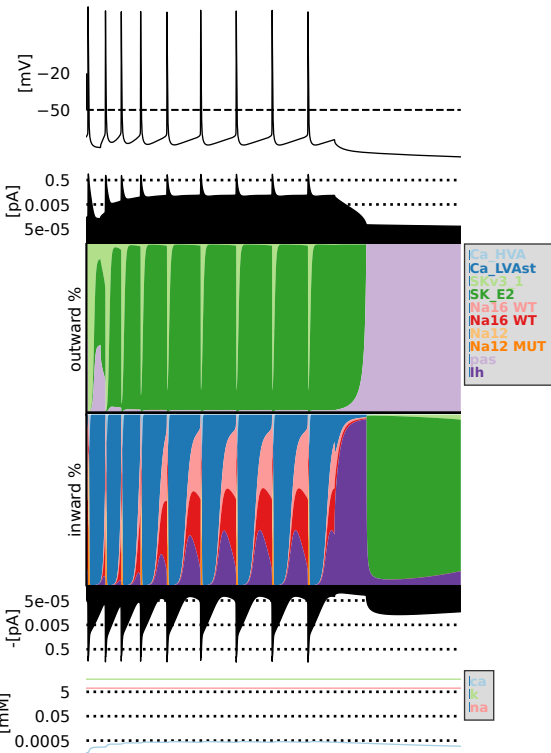 [mV]
−20
−50
[pA]
0.5
0.005
5e-05
outward %
Ca_HVA
Ca_LVAst
SKv3_1
SK_E2
Na16 WT
Na16 WT
Na12
Na12 MUT
pas
Ih
inward %
5e-05
0.005
0.5
-[pA]
ca
k
na
[mM]
5
0.05
0.0005